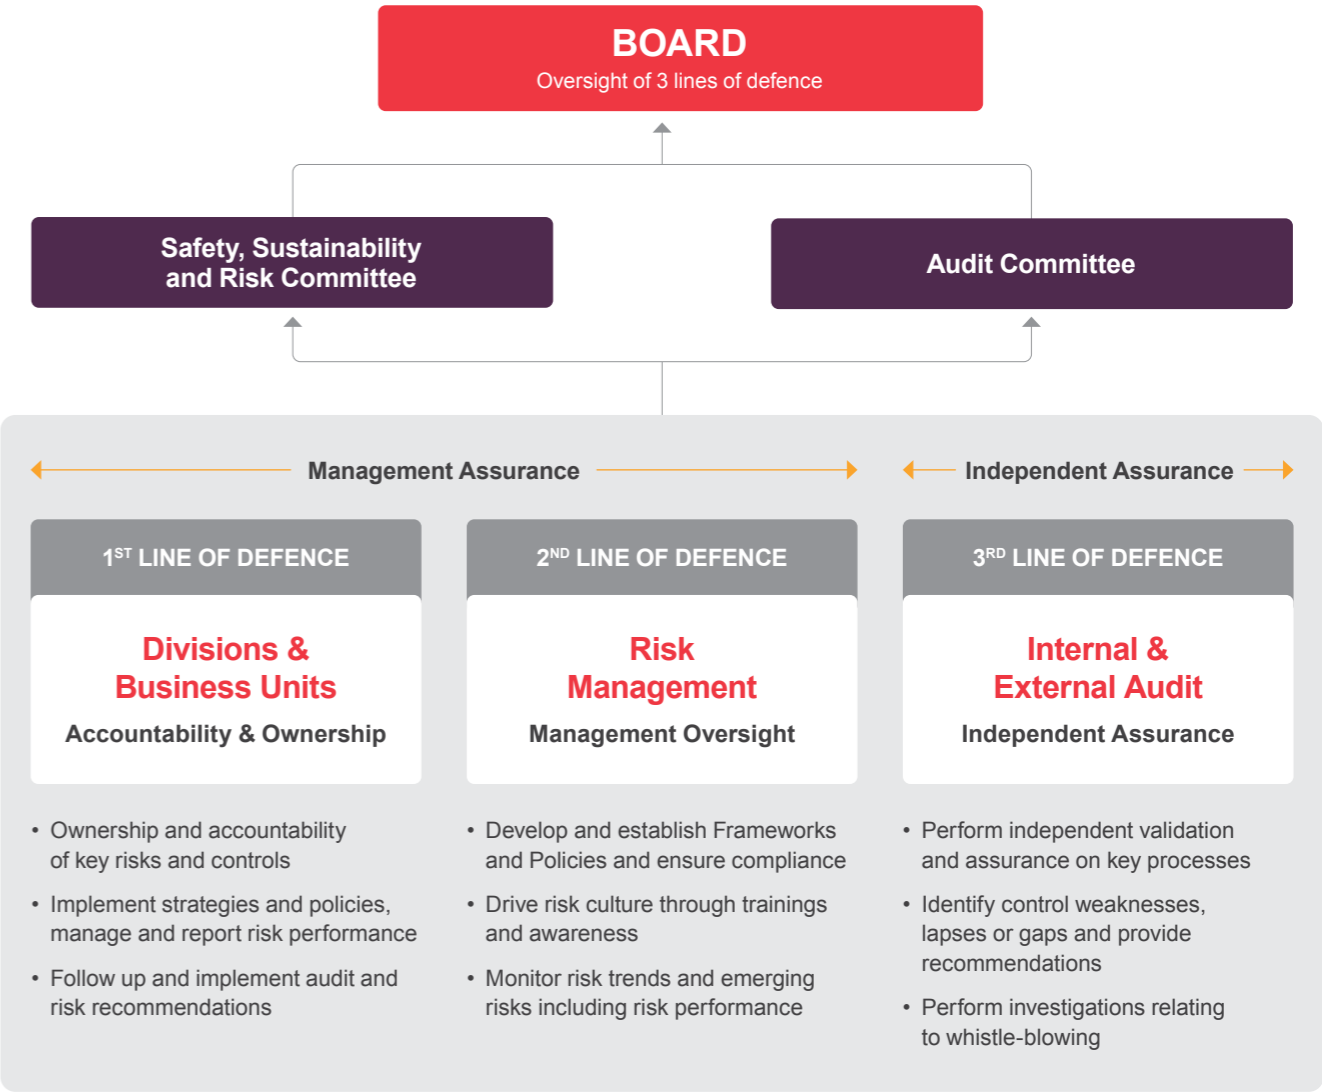 BOARD
Oversight of 3 lines of defence
Safety, Sustainability
and Risk Committee
Audit Committee
Management Assurance
Independent Assurance
1ST LINE OF DEFENCE
Divisions &
Business Units
Accountability & Ownership
• Ownership and accountability
of key risks and controls
• Implement strategies and policies,
manage and report risk performance
• Follow up and implement audit and
risk recommendations
2ND LINE OF DEFENCE
Risk
Management
Management Oversight
• Develop and establish Frameworks
and Policies and ensure compliance
• Drive risk culture through trainings
and awareness
• Monitor risk trends and emerging
risks including risk performance
3RD LINE OF DEFENCE
Internal &
External Audit
Independent Assurance
• Perform independent validation
and assurance on key processes
• Identify control weaknesses,
lapses or gaps and provide
recommendations
• Perform investigations relating
to whistle-blowing